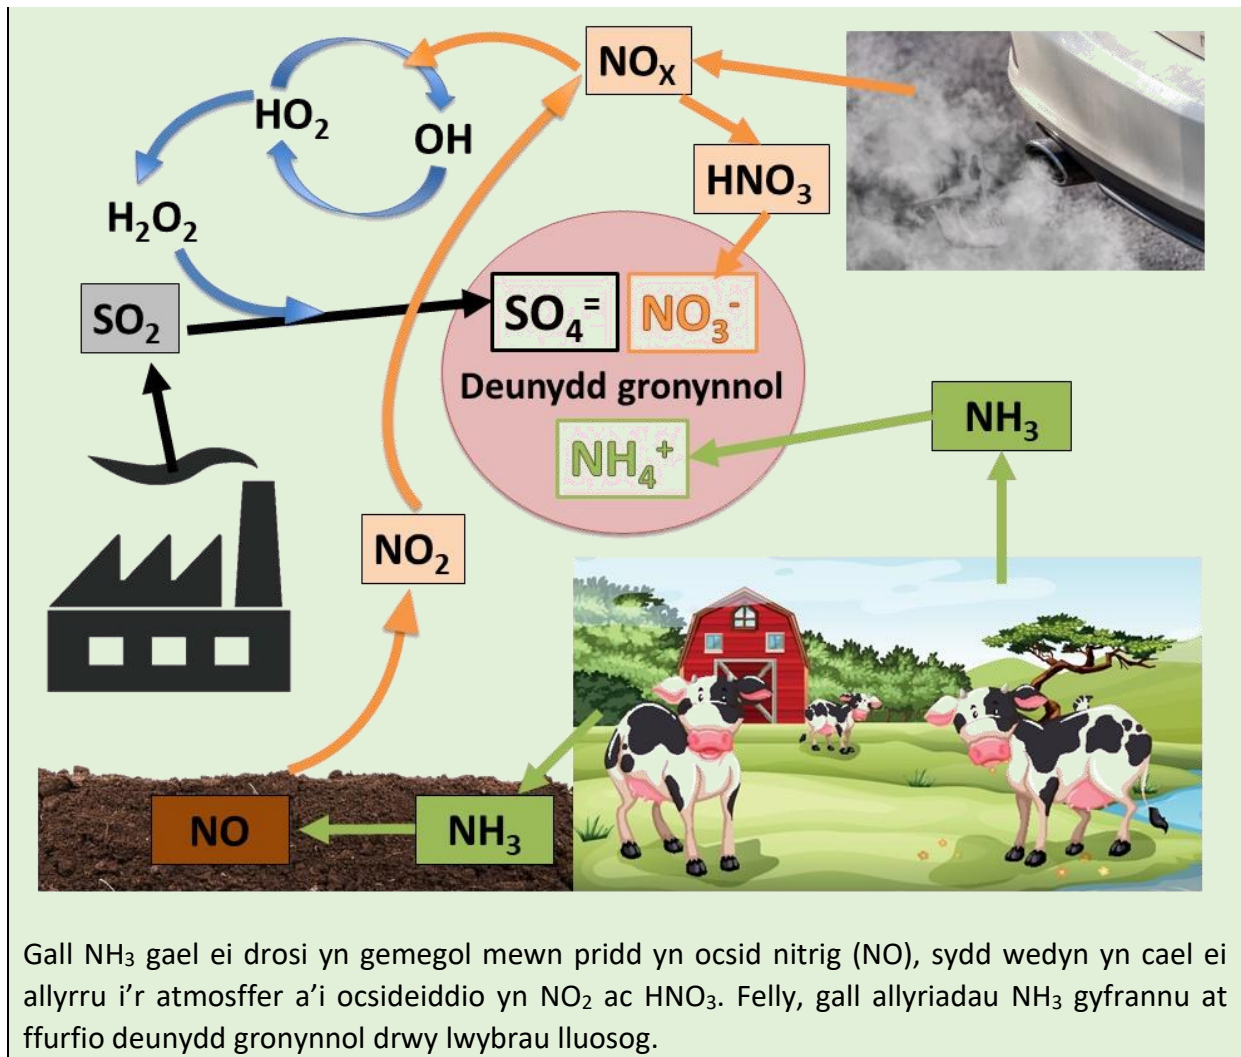 NOₓ
HO₂
OH
HNO₃
H₂O₂
SO₂
SO₄⁼
NO₃⁻
Deunydd gronynnol
NH₃
NH₄⁺
NO₂
NO
NH₃
Gall NH₃ gael ei drosi yn gemegol mewn pridd yn ocsid nitrig (NO), sydd wedyn yn cael ei
allyrru i'r atmosffer a'i ocsideiddio yn NO₂ ac HNO₃. Felly, gall allyriadau NH₃ gyfrannu at
ffurfio deunydd gronynnol drwy lwybrau lluosog.